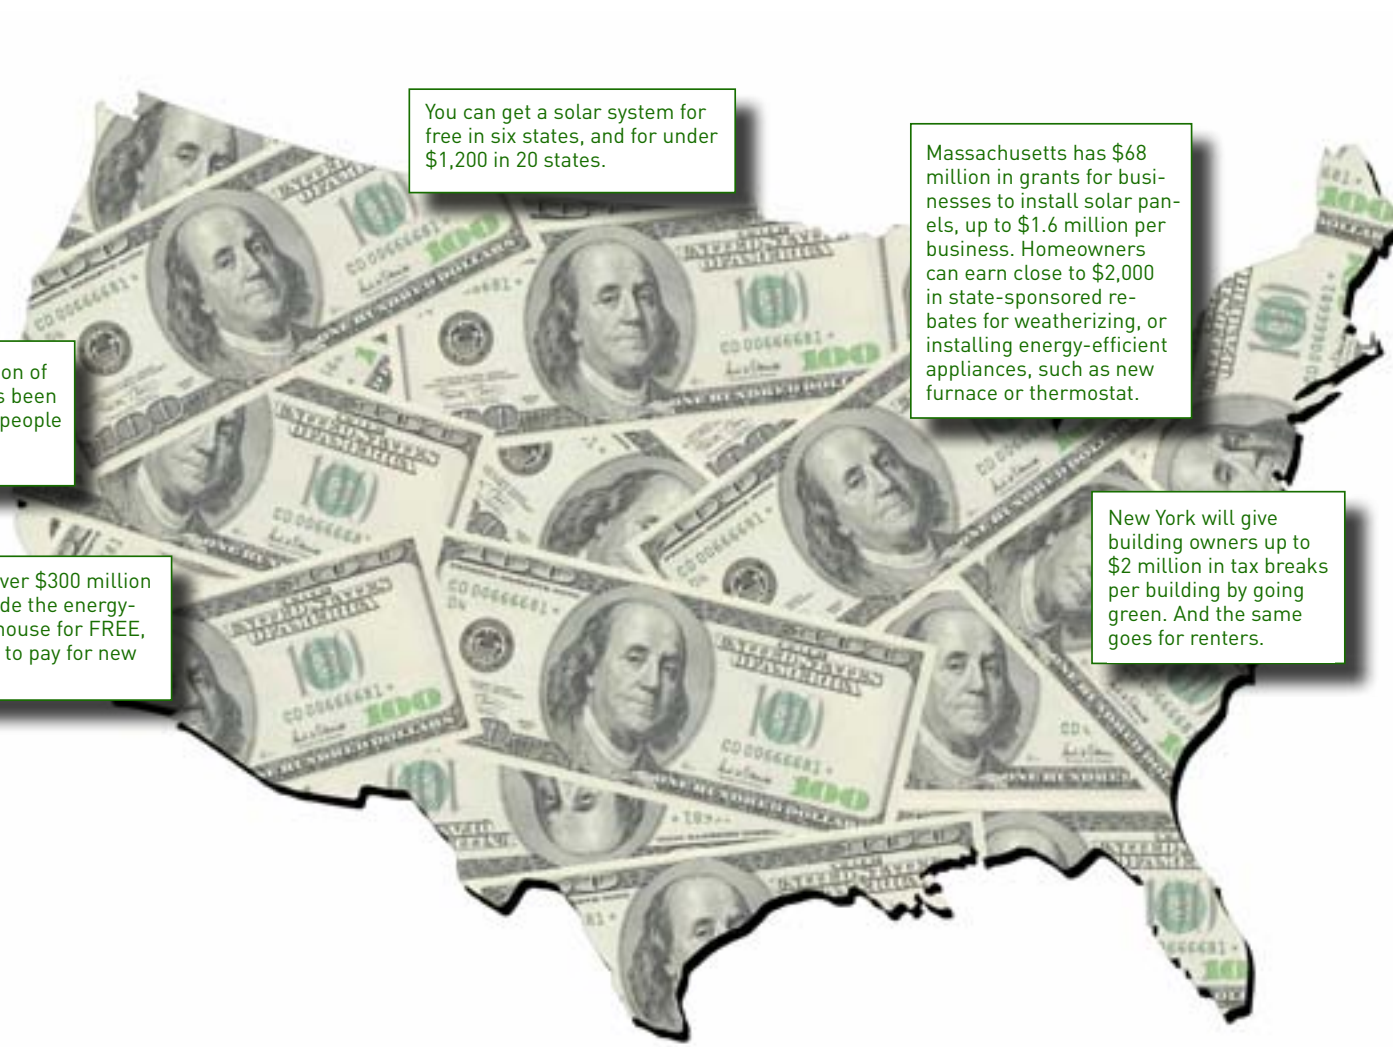 You can get a solar system for
free in six states, and for under
$1,200 in 20 states.
Massachusetts has $68
million in grants for busi-
nesses to install solar pan-
els, up to $1.6 million per
business. Homeowners
can earn close to $2,000
in state-sponsored re-
bates for weatherizing, or
installing energy-efficient
appliances, such as new
furnace or thermostat.
on of
s been
people
ver $300 million
de the energy-
house for FREE,
to pay for new
New York will give
building owners up to
$2 million in tax breaks
per building by going
green. And the same
goes for renters.
100
100
100
100
100